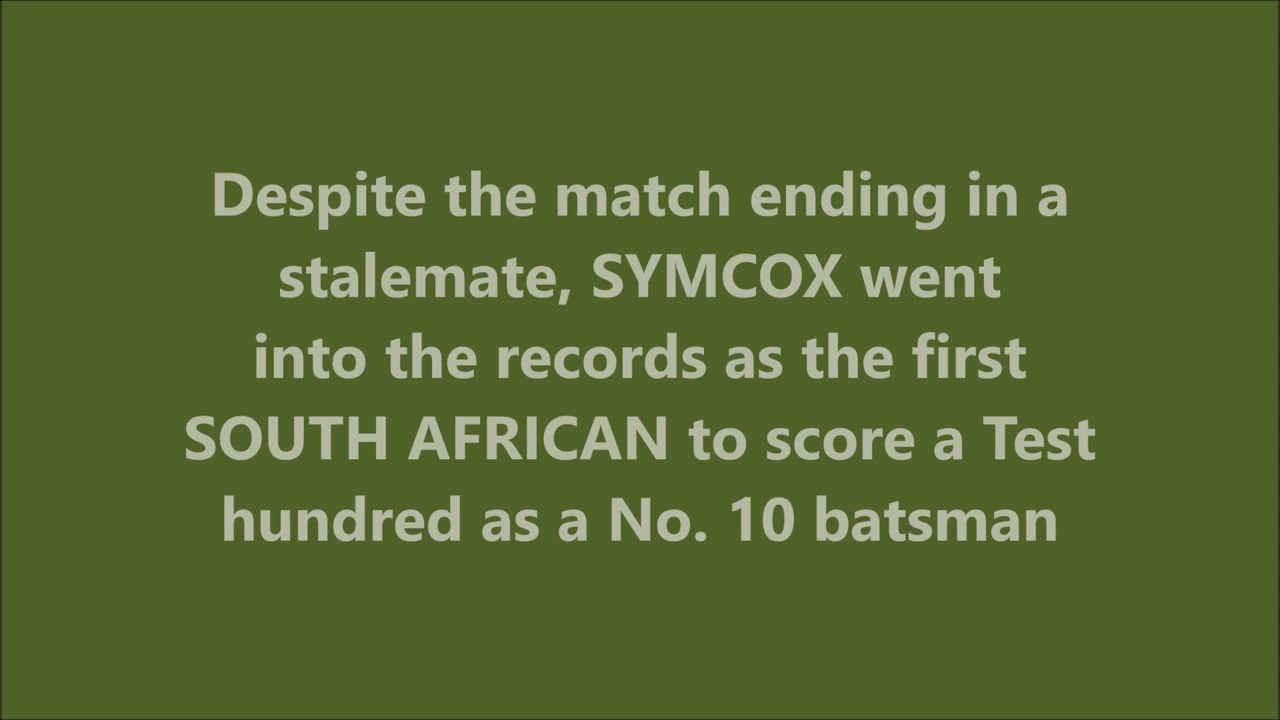 Despite the match ending in a
stalemate, SYMCOX went
into the records as the first
SOUTH AFRICAN to score a Test
hundred as a No. 10 batsman